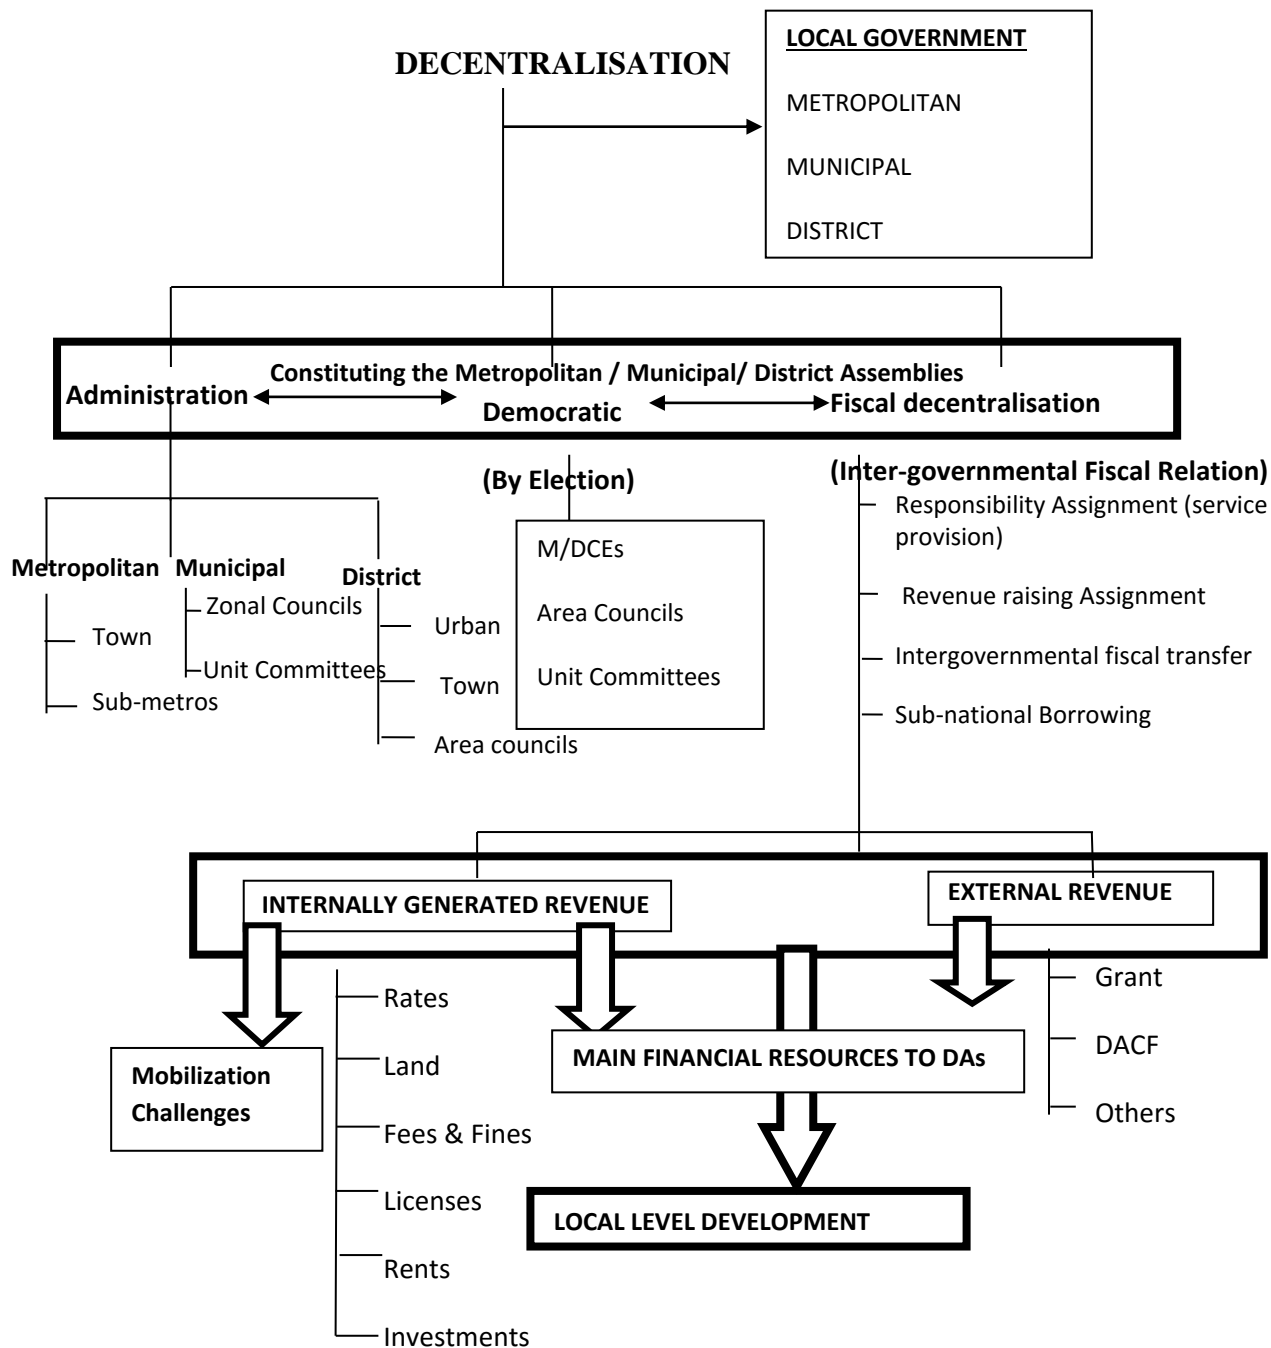 DECENTRALISATION
LOCAL GOVERNMENT
METROPOLITAN
MUNICIPAL
DISTRICT
Constituting the Metropolitan / Municipal/ District Assemblies
Administration
Democratic
Fiscal decentralisation
(By Election)
(Inter-governmental Fiscal Relation)
Metropolitan
Town
Sub-metros
Municipal
Zonal Councils
Unit Committees
District
Urban
Town
Area councils
M/DCEs
Area Councils
Unit Committees
Responsibility Assignment (service
provision)
Revenue raising Assignment
Intergovernmental fiscal transfer
Sub-national Borrowing
INTERNALLY GENERATED REVENUE
EXTERNAL REVENUE
Mobilization
Challenges
Rates
Land
Fees & Fines
Licenses
Rents
Investments
MAIN FINANCIAL RESOURCES TO DAs
Grant
DACF
Others
LOCAL LEVEL DEVELOPMENT